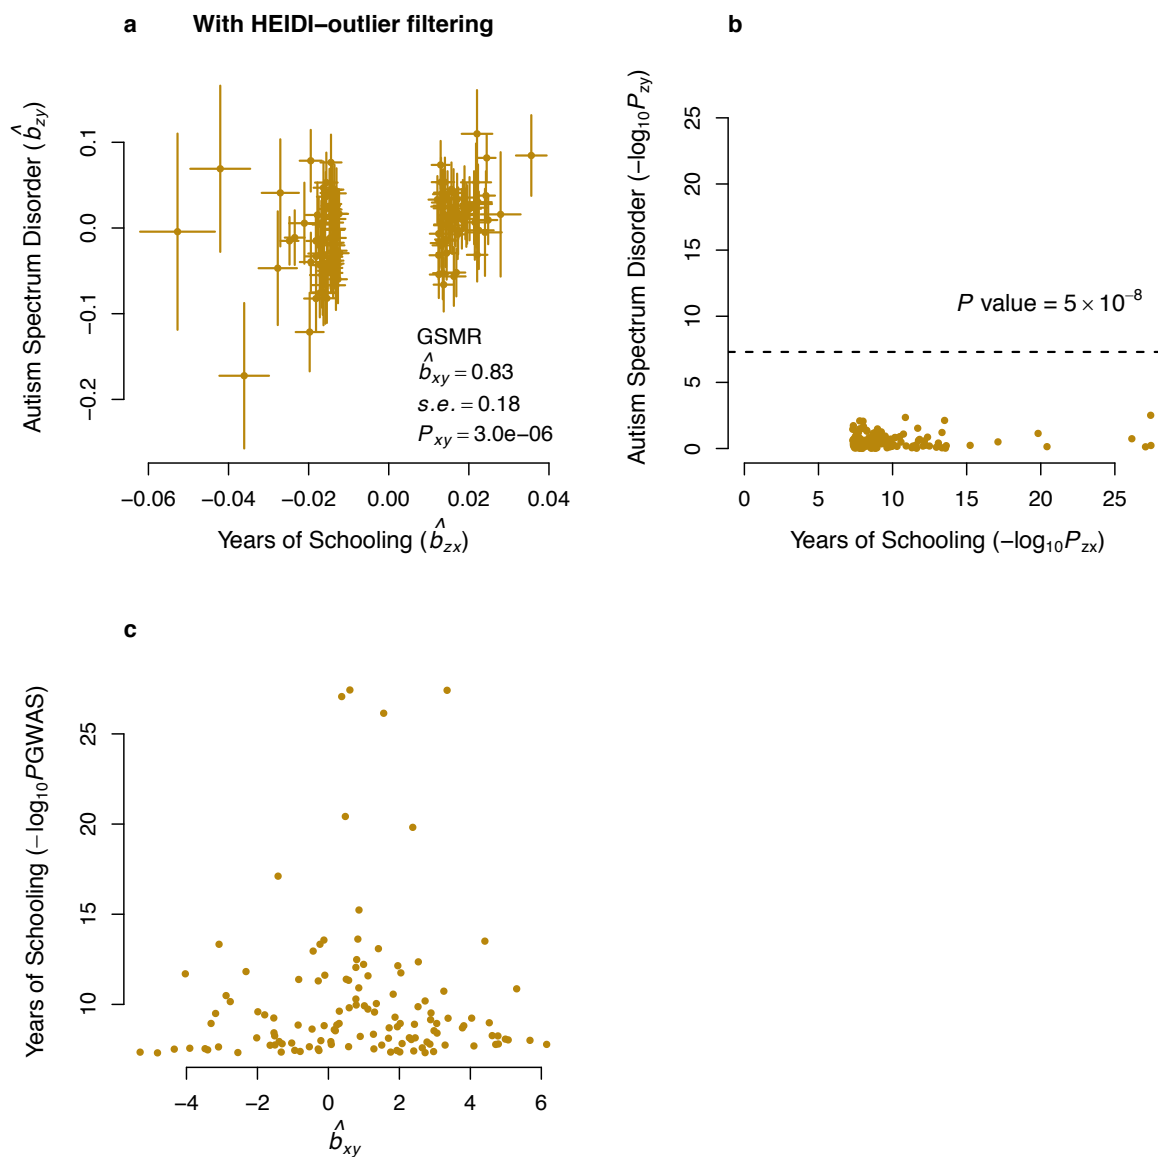 a With HEIDI–outlier filtering
Autism Spectrum Disorder (b̂zy)
0.1
0.0
−0.1
−0.2
GSMR
b̂xy = 0.83
s.e. = 0.18
Pxy = 3.0e−06
−0.06 −0.04 −0.02 0.00 0.02 0.04
Years of Schooling (b̂zx)
b
Autism Spectrum Disorder (−log10Pzy)
25
20
15
10
5
0
P value = 5 × 10−8
0 5 10 15 20 25
Years of Schooling (−log10Pzx)
c
Years of Schooling (−log10PGWAS)
25
20
15
10
−4 −2 0 2 4 6
b̂xy